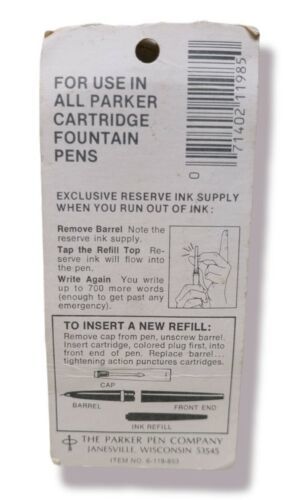 FOR USE IN
ALL PARKER
CARTRIDGE
FOUNTAIN
PENS
0 71402 11985
EXCLUSIVE RESERVE INK SUPPLY
WHEN YOU RUN OUT OF INK:
Remove Barrel Note the
reserve ink supply.
Tap the Refill Top Re-
serve ink will flow into
the pen.
Write Again You write
up to 700 more words
(enough to get past any
emergency).
TO INSERT A NEW REFILL:
Remove cap from pen, unscrew barrel.
Insert cartridge, colored plug first, into
front end of pen. Replace barrel...
tightening action punctures cartridges.
CAP
BARREL
FRONT END
INK REFILL
THE PARKER PEN COMPANY
JANESVILLE, WISCONSIN 53545
ITEM NO.